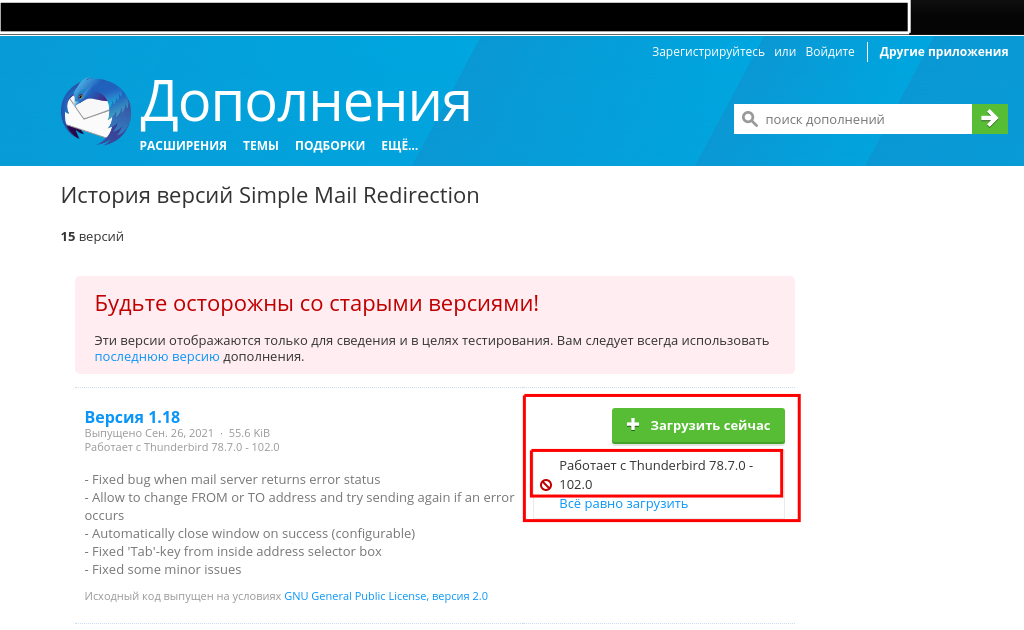 Зарегистрируйтесь или Войдите Другие приложения
Дополнения
поиск дополнений
РАСШИРЕНИЯ ТЕМЫ ПОДБОРКИ ЕЩЁ...
История версий Simple Mail Redirection
15 версий
Будьте осторожны со старыми версиями!
Эти версии отображаются только для сведения и в целях тестирования. Вам следует всегда использовать
последнюю версию дополнения.
Версия 1.18
Выпущено Сен. 26, 2021 · 55.6 KiB
Работает с Thunderbird 78.7.0 - 102.0
- Fixed bug when mail server returns error status
- Allow to change FROM or TO address and try sending again if an error
occurs
- Automatically close window on success (configurable)
- Fixed 'Tab'-key from inside address selector box
- Fixed some minor issues
Исходный код выпущен на условиях GNU General Public License, версия 2.0
Загрузить сейчас
Работает с Thunderbird 78.7.0 -
102.0
Всё равно загрузить